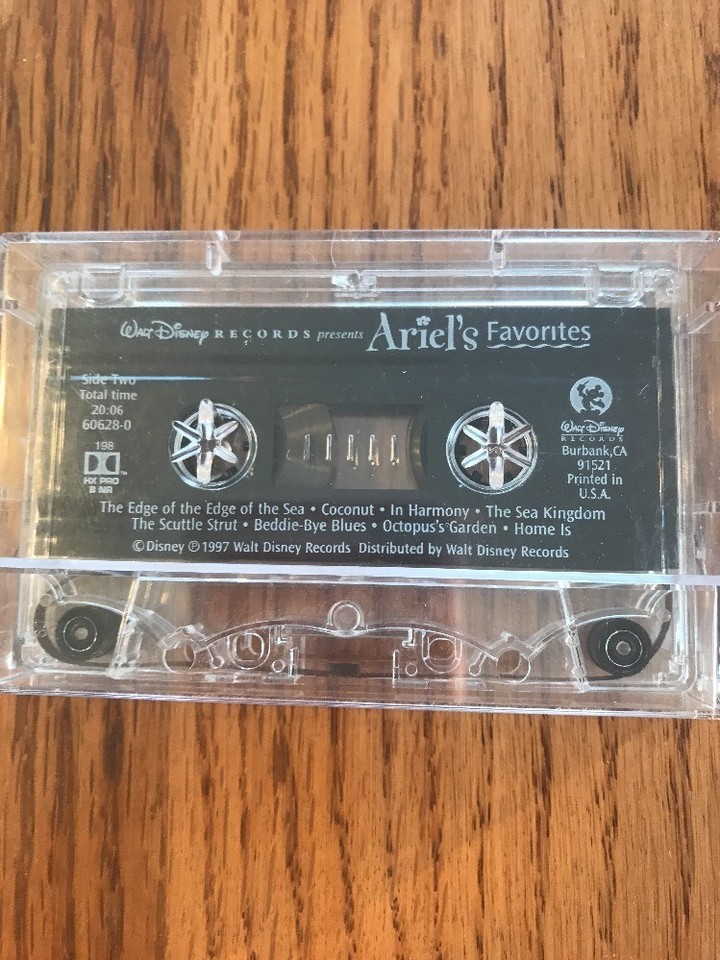 Walt Disney RECORDS presents Ariel's Favorites
Side Two
Total time
20:06
60628-0
198
HX PRO
B NR
Walt Disney
RECORDS
Burbank, CA
91521
Printed in
U.S.A.
The Edge of the Edge of the Sea • Coconut • In Harmony • The Sea Kingdom
The Scuttle Strut • Beddie-Bye Blues • Octopus's Garden • Home Is
© Disney ℗ 1997 Walt Disney Records Distributed by Walt Disney Records